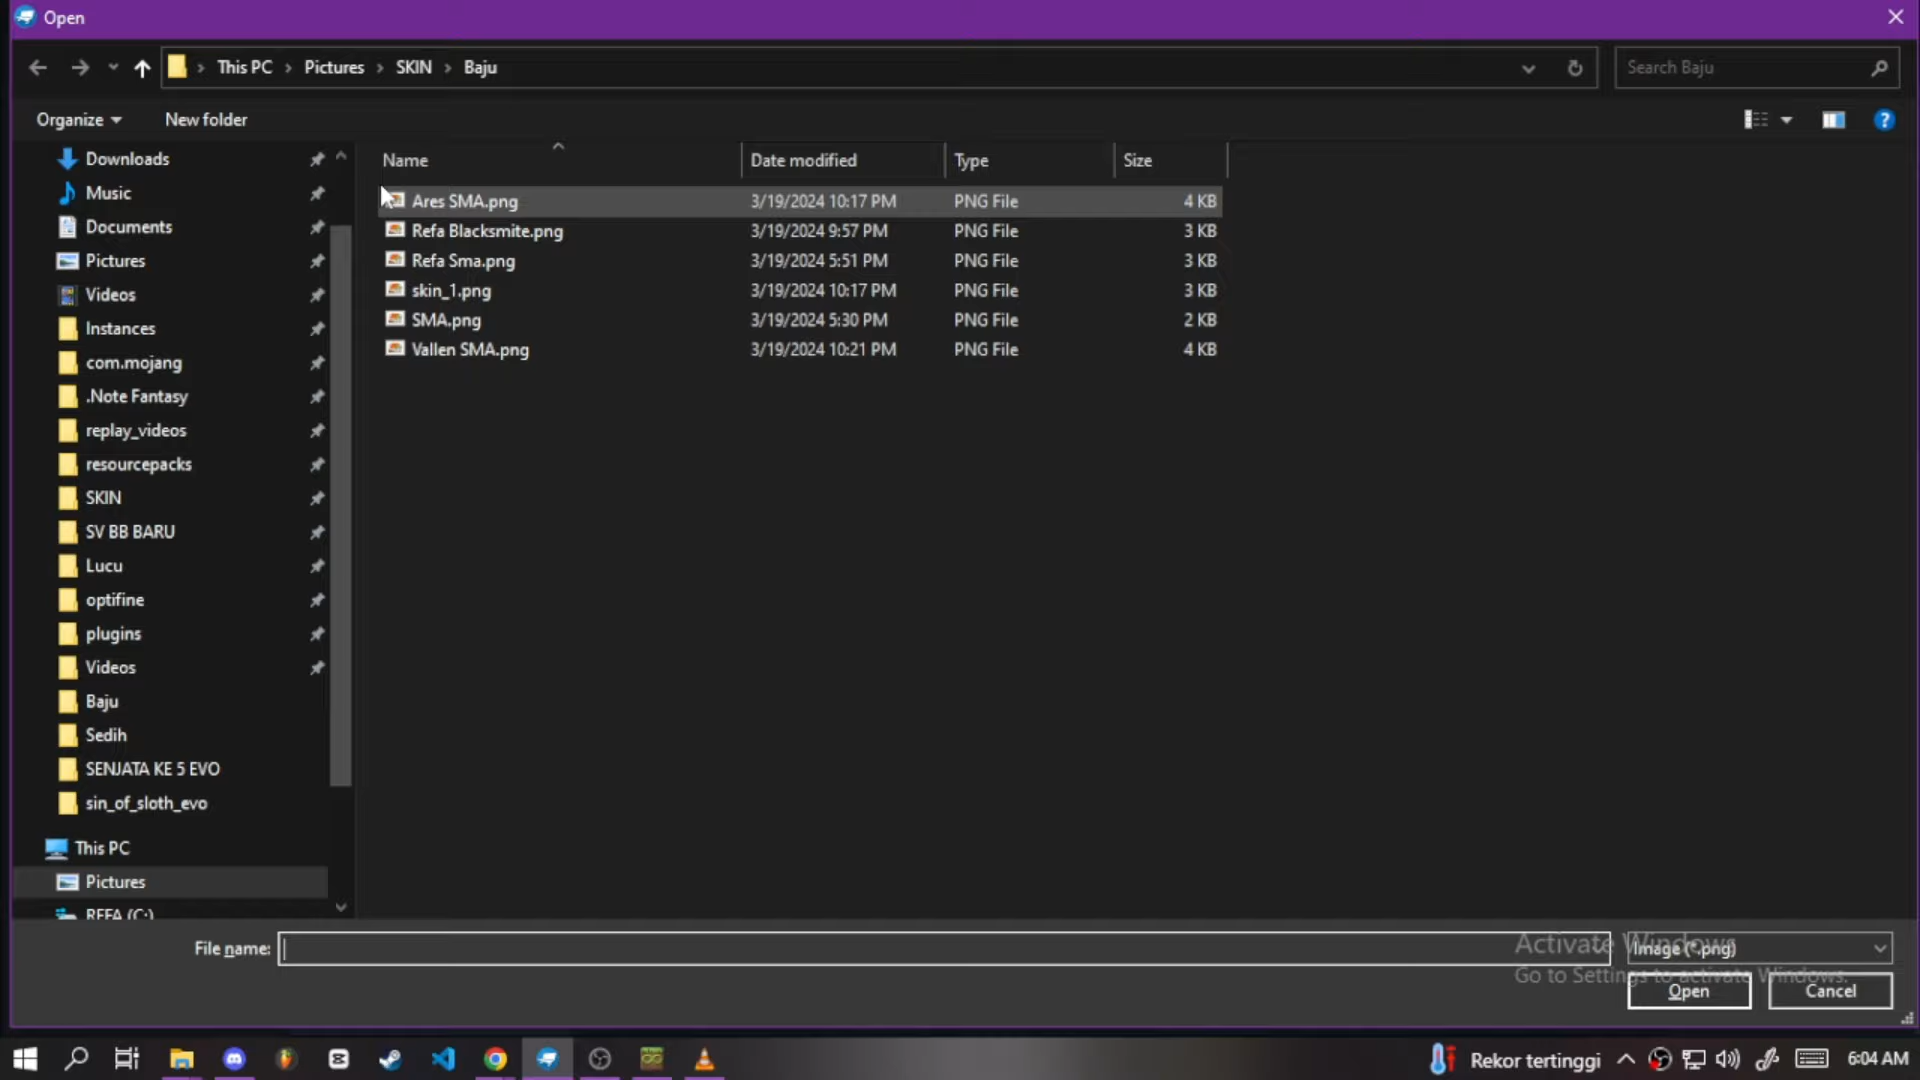 Open
This PC
Pictures
SKIN
Baju
Search Baju
Organize
New folder
Name
Date modified
Type
Size
Ares SMA.png 3/19/2024 10:17 PM PNG File 4 KB
Refa Blacksmite.png 3/19/2024 9:57 PM PNG File 3 KB
Refa Sma.png 3/19/2024 5:51 PM PNG File 3 KB
skin_1.png 3/19/2024 10:17 PM PNG File 3 KB
SMA.png 3/19/2024 5:30 PM PNG File 2 KB
Vallen SMA.png 3/19/2024 10:21 PM PNG File 4 KB
Downloads
Music
Documents
Pictures
Videos
Instances
com.mojang
.Note Fantasy
replay_videos
resourcepacks
SKIN
SV BB BARU
Lucu
optifine
plugins
Videos
Baju
Sedih
SENJATA KE 5 EVO
sin_of_sloth_evo
This PC
Pictures
REFA (C:)
File name:
Image (*.png)
Activate Windows
Go to Settings to activate Windows.
Open
Cancel
Rekor tertinggi
6:04 AM